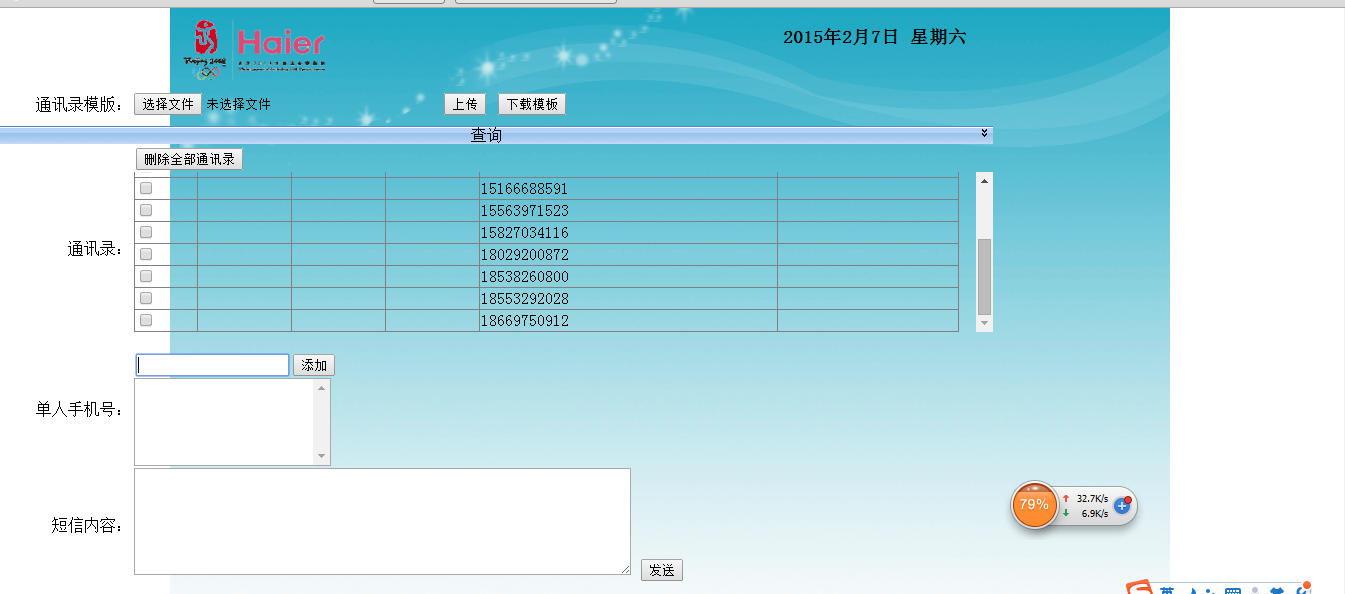 Haier
Beijing 2008
2015年2月7日 星期六
通讯录模版: 选择文件 未选择文件 上传 下载模板
查询
删除全部通讯录
通讯录:
15166688591
15563971523
15827034116
18029200872
18538260800
18553292028
18669750912
添加
单人手机号:
短信内容:
发送
79% 32.7K/s
6.9K/s
英